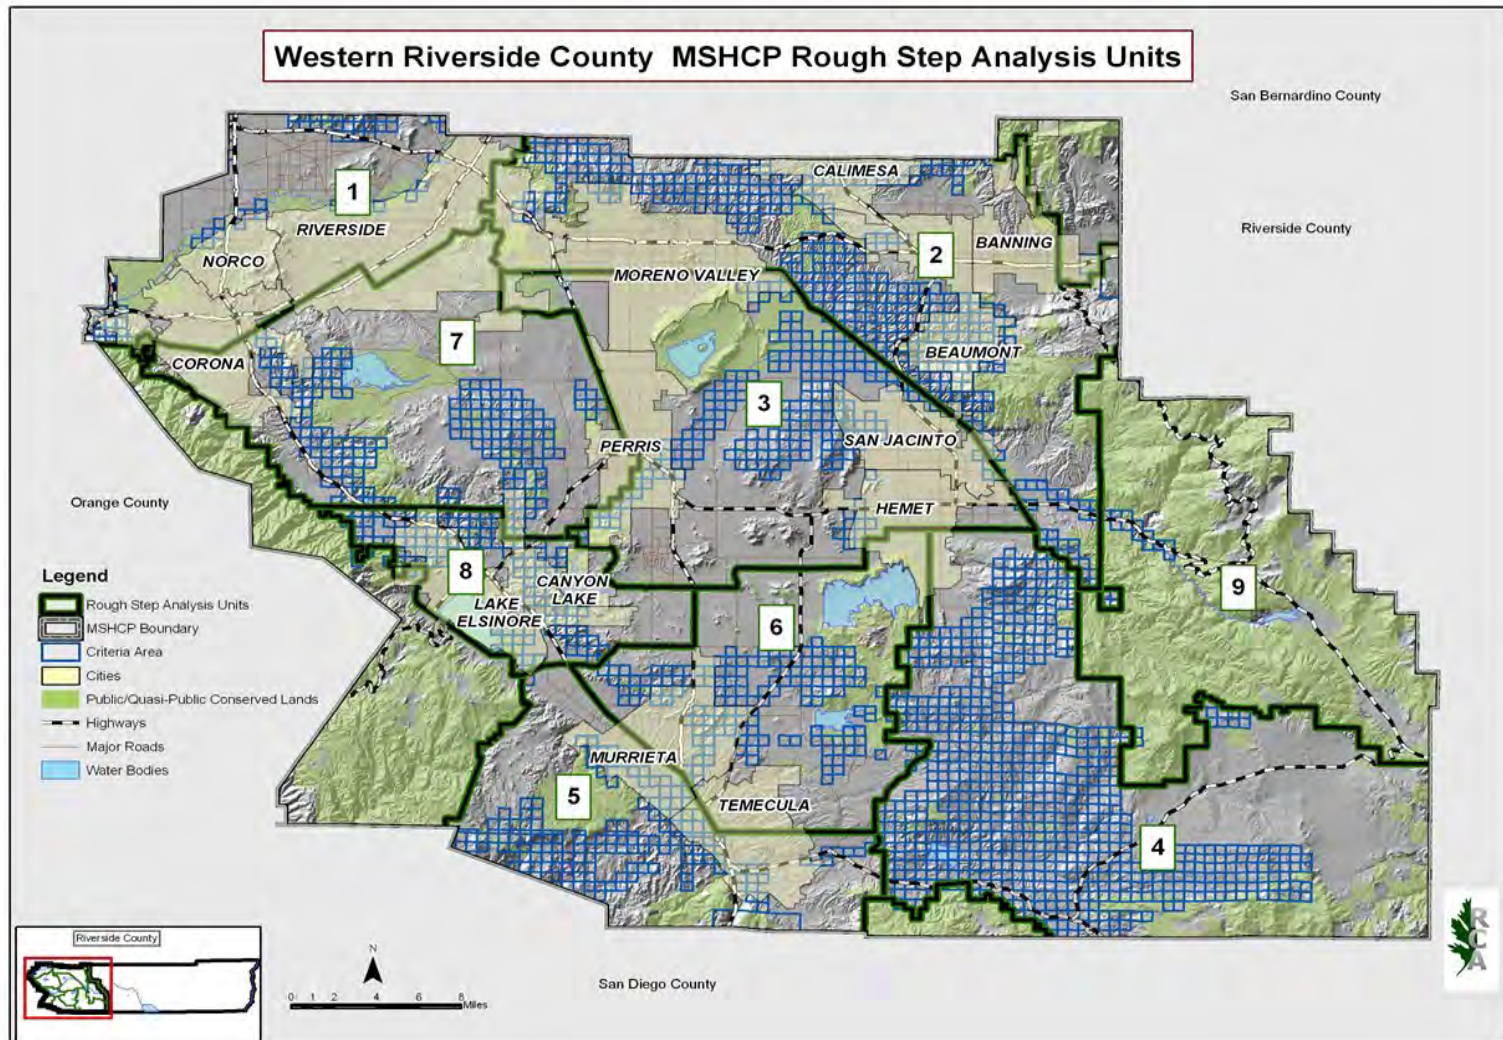 Western Riverside County MSHCP Rough Step Analysis Units
San Bernardino County
CALIMESA
1
RIVERSIDE
Riverside County
BANNING
2
NORCO
MORENO VALLEY
7
BEAUMONT
CORONA
3
SAN JACINTO
PERRIS
Orange County
HEMET
8
CANYON
LAKE
9
LAKE
ELSINORE
6
Legend
Rough Step Analysis Units
MSHCP Boundary
Criteria Area
Cities
Public/Quasi-Public Conserved Lands
Highways
Major Roads
Water Bodies
MURRIETA
5
TEMECULA
4
RCA
Riverside County
N
San Diego County
0 1 2 4 6 8
Miles